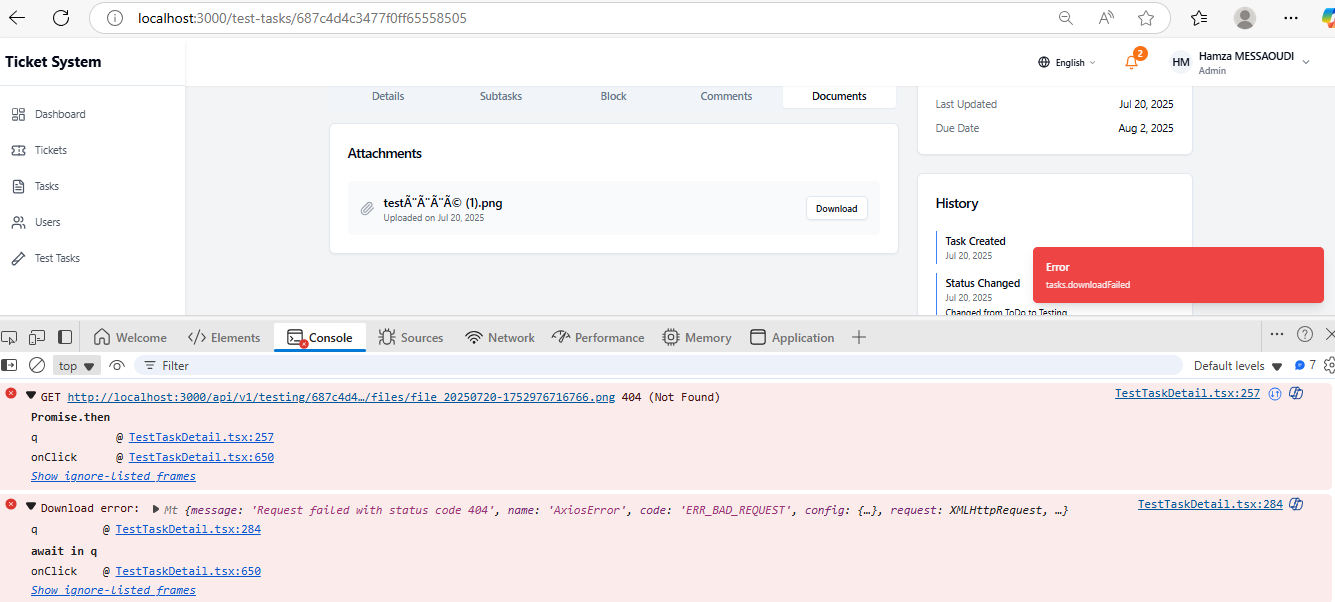 localhost:3000/test-tasks/687c4d4c3477f0ff65558505
Ticket System
English
2
HM
Hamza MESSAOUDI
Admin
Dashboard
Tickets
Tasks
Users
Test Tasks
Details Subtasks Block Comments Documents
Attachments
testÃ¨Ã¨Ã¨Ã© (1).png
Uploaded on Jul 20, 2025
Download
Last Updated Jul 20, 2025
Due Date Aug 2, 2025
History
Task Created
Jul 20, 2025
Status Changed
Jul 20, 2025
Changed from ToDo to Testing
Error
tasks.downloadFailed
Welcome Elements Console Sources Network Performance Memory Application
top Filter Default levels 7
GET http://localhost:3000/api/v1/testing/687c4d4…/files/file_20250720-1752976716766.png 404 (Not Found) TestTaskDetail.tsx:257
Promise.then
q @ TestTaskDetail.tsx:257
onClick @ TestTaskDetail.tsx:650
Show ignore-listed frames
Download error: Mt {message: 'Request failed with status code 404', name: 'AxiosError', code: 'ERR_BAD_REQUEST', config: {…}, request: XMLHttpRequest, …} TestTaskDetail.tsx:284
q @ TestTaskDetail.tsx:284
await in q
onClick @ TestTaskDetail.tsx:650
Show ignore-listed frames